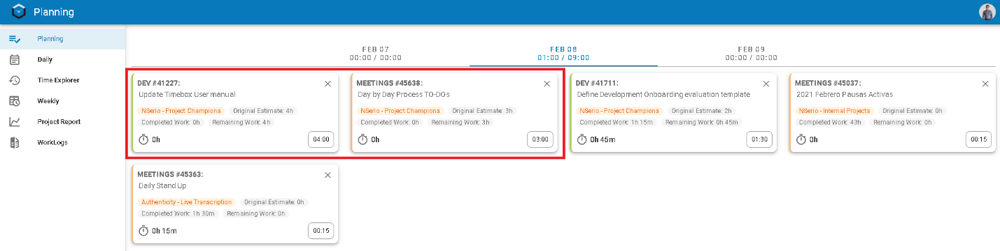 Planning
Planning
Daily
Time Explorer
Weekly
Project Report
WorkLogs
FEB 07
00:00 / 00:00
FEB 08
01:00 / 09:00
FEB 09
00:00 / 00:00
DEV #41227:
Update Timebox User manual
NSerio - Project Champions Original Estimate: 4h
Completed Work: 0h Remaining Work: 4h
0h 04:00
MEETINGS #45638:
Day by Day Process TO-DOs
NSerio - Project Champions Original Estimate: 3h
Completed Work: 0h Remaining Work: 3h
0h 03:00
DEV #41711:
Define Development Onboarding evaluation template
NSerio - Project Champions Original Estimate: 2h
Completed Work: 1h 15m Remaining Work: 0h 45m
0h 45m 01:30
MEETINGS #45037:
2021 Febrero Pausas Activas
NSerio - Internal Projects Original Estimate: 0h
Completed Work: 43h Remaining Work: 0h
0h 00:15
MEETINGS #45363:
Daily Stand Up
Authenticity - Live Transcription Original Estimate: 0h
Completed Work: 1h 30m Remaining Work: 0h
0h 15m 00:15